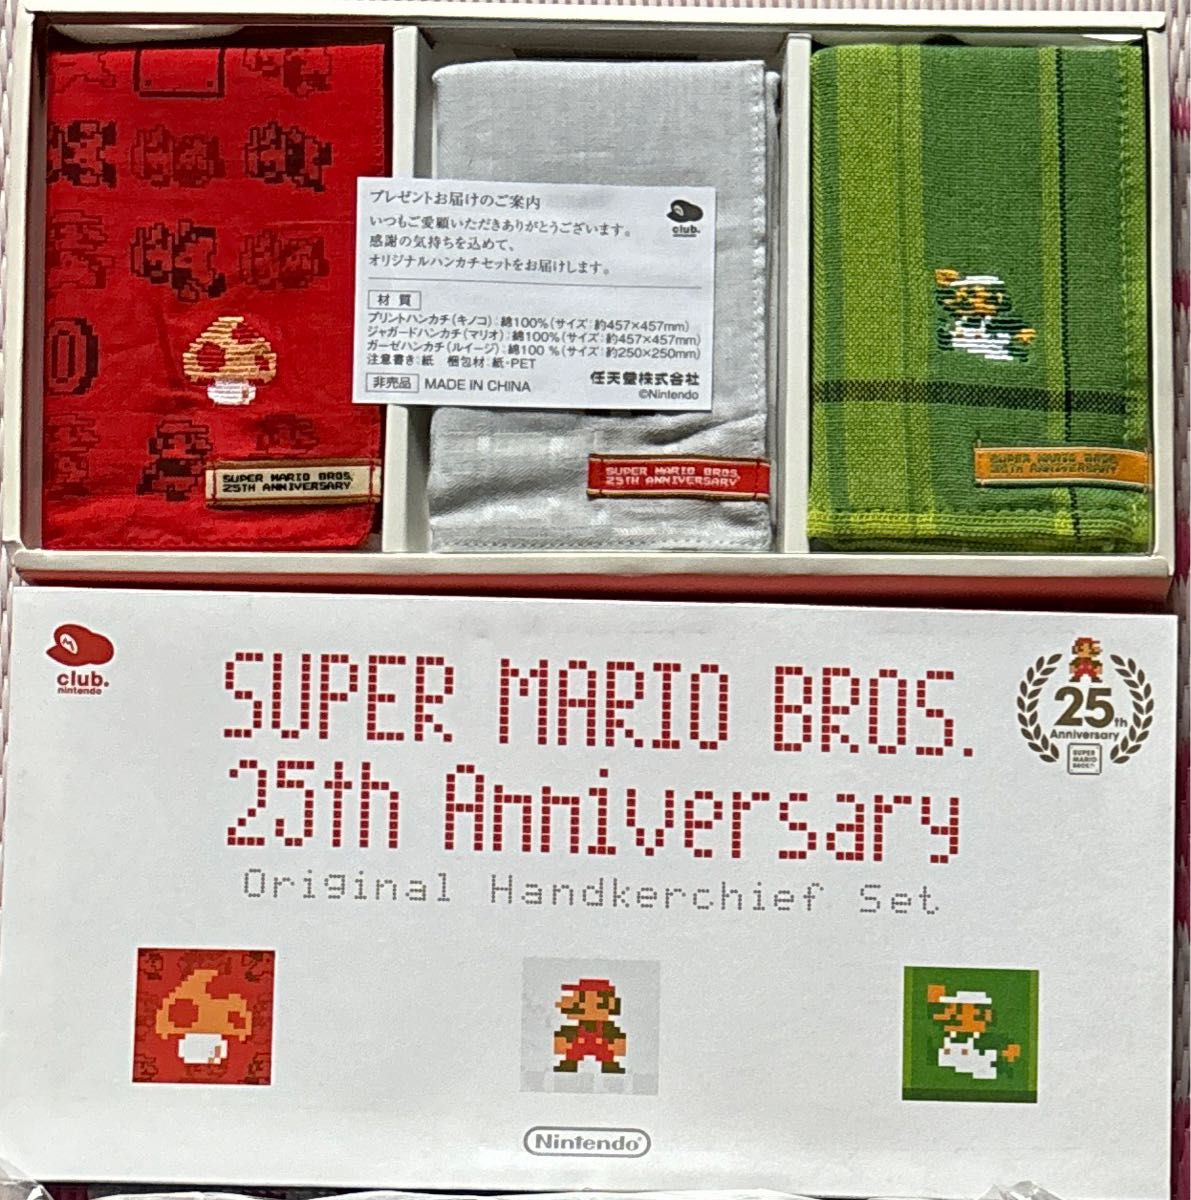 プレゼントお届けのご案内
いつもご愛顧いただきありがとうございます。
感謝の気持ちを込めて、
オリジナルハンカチセットをお届けします。
club.
nintendo
材 質
プリントハンカチ(キノコ):綿100%(サイズ:約457×457mm)
ジャガードハンカチ(マリオ):綿100%(サイズ:約457×457mm)
ガーゼハンカチ(ルイージ):綿100 %(サイズ:約250×250mm)
注意書き:紙 梱包材:紙・PET
非売品 MADE IN CHINA
任天堂株式会社
©Nintendo
SUPER MARIO BROS.
25TH ANNIVERSARY
SUPER MARIO BROS.
25TH ANNIVERSARY
SUPER MARIO BROS.
25TH ANNIVERSARY
M
club.
nintendo
SUPER MARIO BROS.
25th Anniversary
Original Handkerchief Set
25th
Anniversary
SUPER
MARIO
BROS.
Nintendo